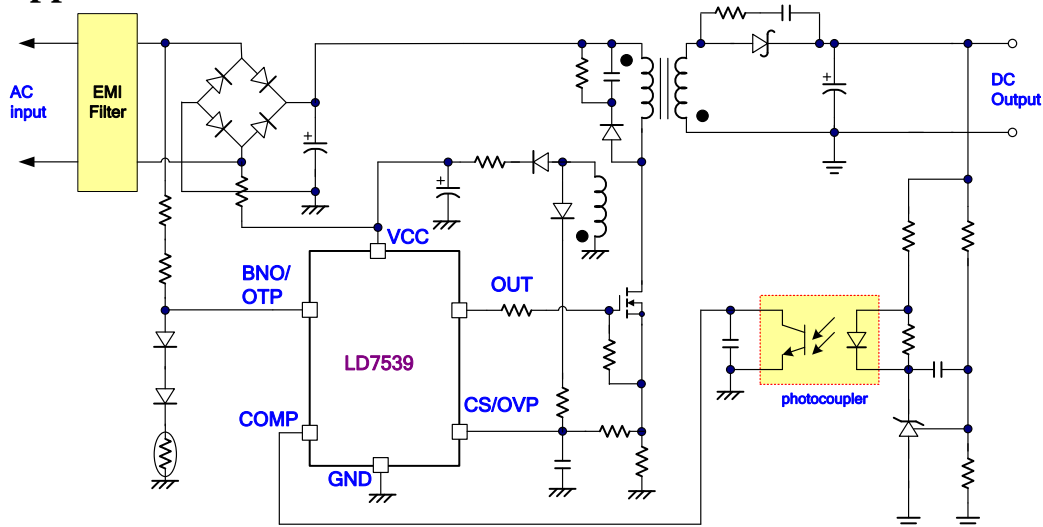 AC
input
EMI
Filter
DC
Output
VCC
BNO/
OTP
OUT
LD7539
CS/OVP
COMP
photocoupler
GND
+
+
+